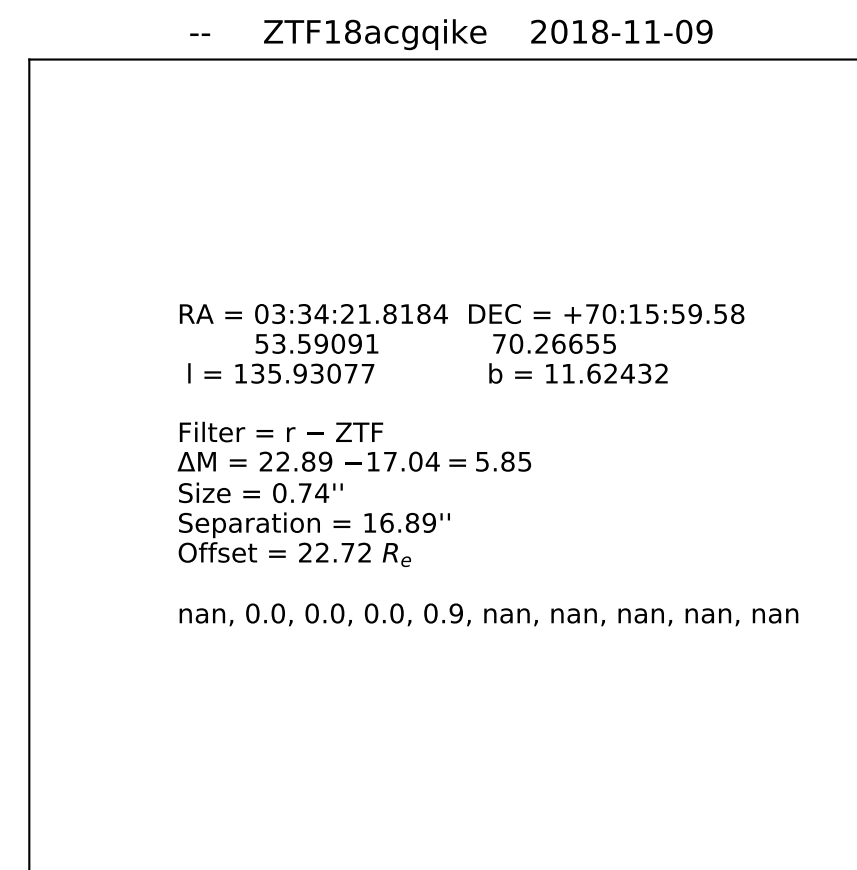 -- ZTF18acgqike 2018-11-09
RA = 03:34:21.8184 DEC = +70:15:59.58
53.59091 70.26655
l = 135.93077 b = 11.62432
Filter = r − ZTF
ΔM = 22.89 −17.04 = 5.85
Size = 0.74''
Separation = 16.89''
Offset = 22.72 Rₑ
nan, 0.0, 0.0, 0.0, 0.9, nan, nan, nan, nan, nan